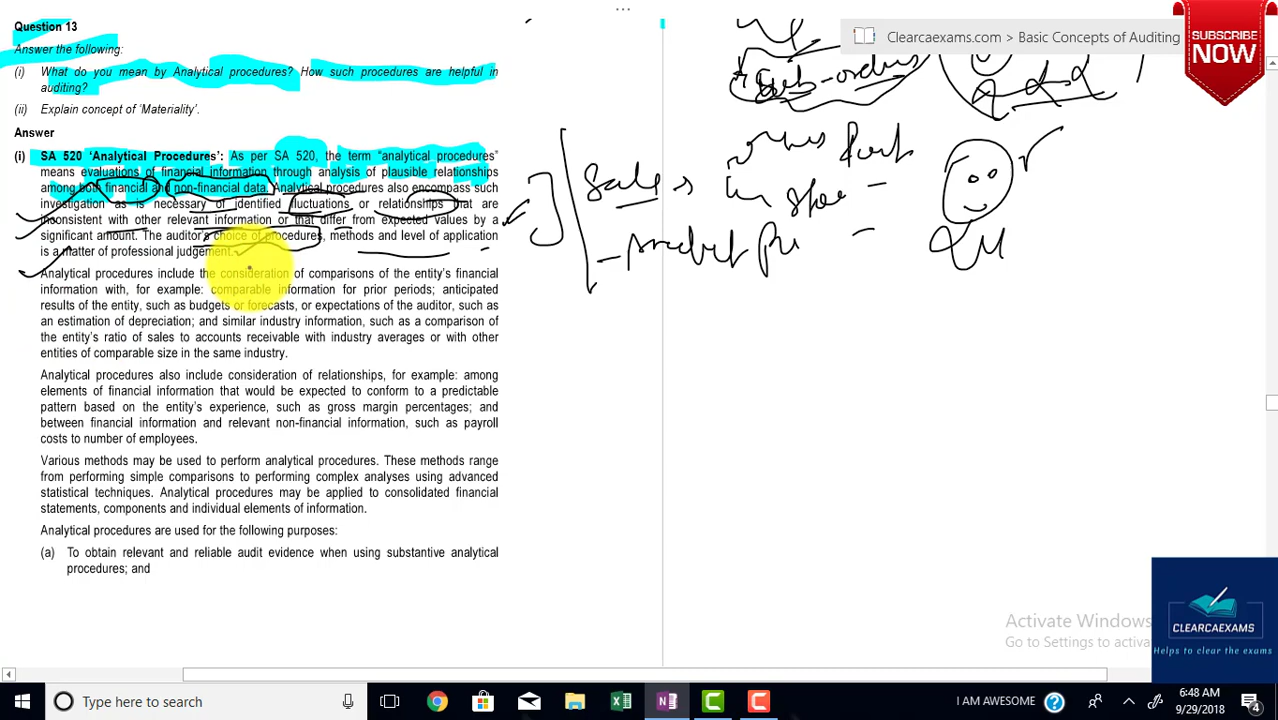 Question 13
Answer the following:
(i) What do you mean by Analytical procedures? How such procedures are helpful in
auditing?
(ii) Explain concept of 'Materiality'.
Answer
(i) SA 520 'Analytical Procedures': As per SA 520, the term "analytical procedures"
means evaluations of financial information through analysis of plausible relationships
among both financial and non-financial data. Analytical procedures also encompass such
investigation as is necessary of identified fluctuations or relationships that are
inconsistent with other relevant information or that differ from expected values by a
significant amount. The auditor's choice of procedures, methods and level of application
is a matter of professional judgement.
Analytical procedures include the consideration of comparisons of the entity's financial
information with, for example: comparable information for prior periods; anticipated
results of the entity, such as budgets or forecasts, or expectations of the auditor, such as
an estimation of depreciation; and similar industry information, such as a comparison of
the entity's ratio of sales to accounts receivable with industry averages or with other
entities of comparable size in the same industry.
Analytical procedures also include consideration of relationships, for example: among
elements of financial information that would be expected to conform to a predictable
pattern based on the entity's experience, such as gross margin percentages; and
between financial information and relevant non-financial information, such as payroll
costs to number of employees.
Various methods may be used to perform analytical procedures. These methods range
from performing simple comparisons to performing complex analyses using advanced
statistical techniques. Analytical procedures may be applied to consolidated financial
statements, components and individual elements of information.
Analytical procedures are used for the following purposes:
(a) To obtain relevant and reliable audit evidence when using substantive analytical
procedures; and
Sales
Clearcaexams.com > Basic Concepts of Auditing
SUBSCRIBE
NOW
Activate Windows
Go to Settings to activa
CLEARCAEXAMS
Helps to clear the exams
Type here to search
I AM AWESOME
6:48 AM
9/29/2018
4